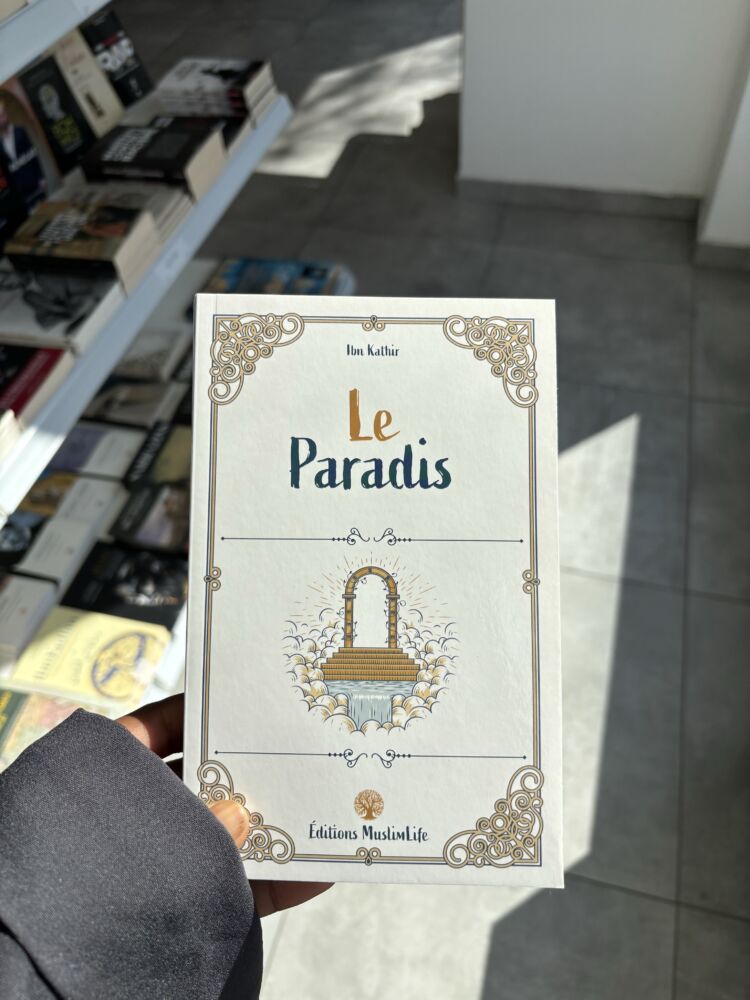 Ibn Kathir
Le
Paradis
Éditions MuslimLife